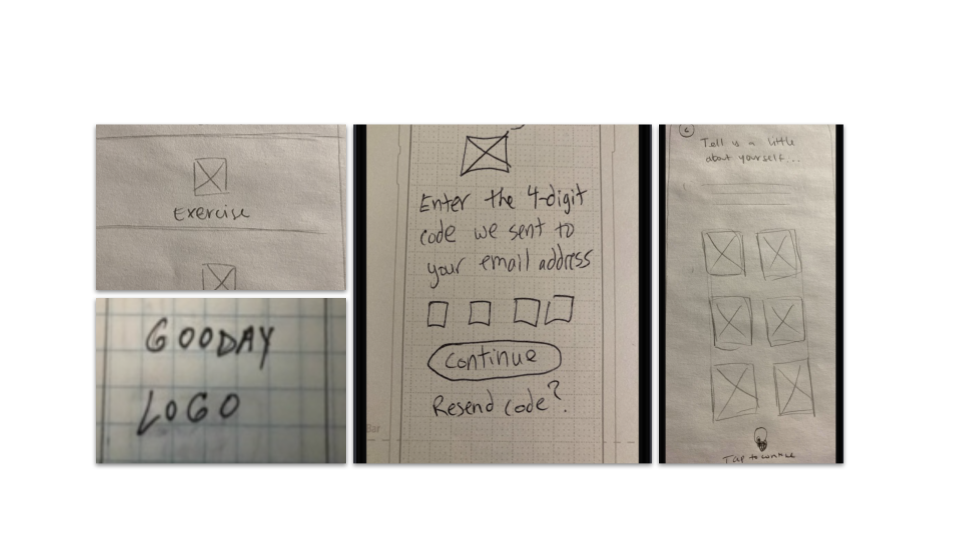 Exercise
GOODAY
LOGO
Enter the 4-digit
code we sent to
your email address
Continue
Resend code?
Tell us a little
about yourself...
Tap to continue